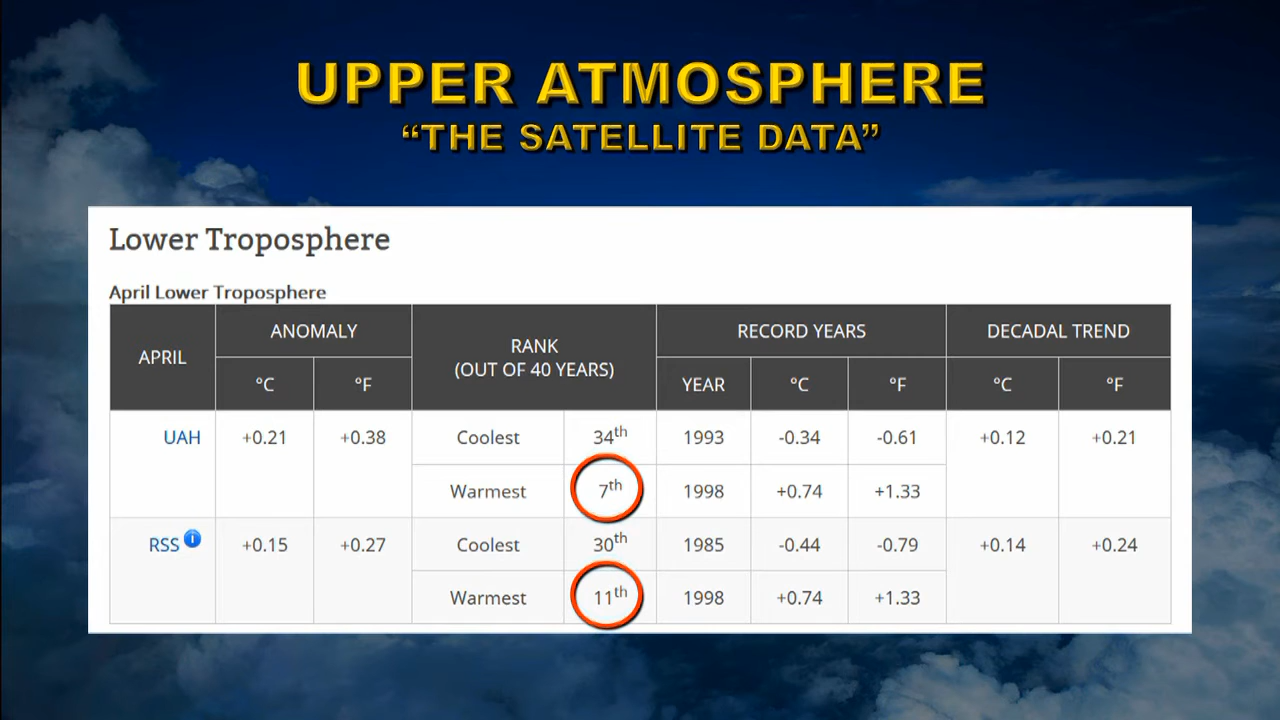 UPPER ATMOSPHERE
“THE SATELLITE DATA”
Lower Troposphere
April Lower Troposphere
APRIL ANOMALY RANK (OUT OF 40 YEARS) RECORD YEARS DECADAL TREND
°C °F YEAR °C °F °C °F
UAH +0.21 +0.38 Coolest 34th 1993 -0.34 -0.61 +0.12 +0.21
Warmest 7th 1998 +0.74 +1.33
RSS i +0.15 +0.27 Coolest 30th 1985 -0.44 -0.79 +0.14 +0.24
Warmest 11th 1998 +0.74 +1.33